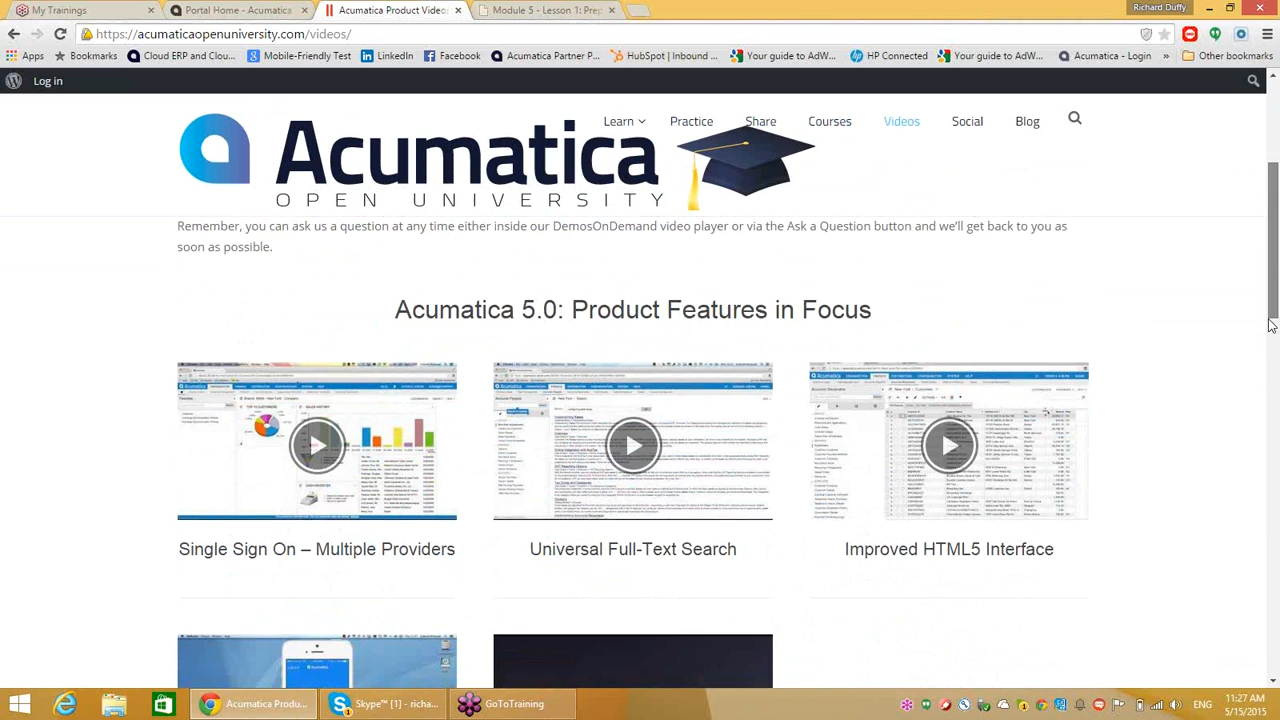 Richard Duffy
My Trainings
Portal Home - Acumatica
Acumatica Product Video
Module 5 - Lesson 1: Prep
https://acumaticaopenuniversity.com/videos/
Apps Bookmarks Cloud ERP and Clou... Mobile-Friendly Test LinkedIn Facebook Acumatica Partner P... HubSpot | Inbound ... Your guide to AdW... HP Connected Your guide to AdW... Acumatica - Login » Other bookmarks
Log in
Learn Practice Share Courses Videos Social Blog
Acumatica
OPEN UNIVERSITY
Remember, you can ask us a question at any time either inside our DemosOnDemand video player or via the Ask a Question button and we'll get back to you as
soon as possible.
Acumatica 5.0: Product Features in Focus
Single Sign On – Multiple Providers
Universal Full-Text Search
Improved HTML5 Interface
Acumatica Produ...
Skype™ [1] - richa...
GoToTraining
ENG
11:27 AM
5/15/2015